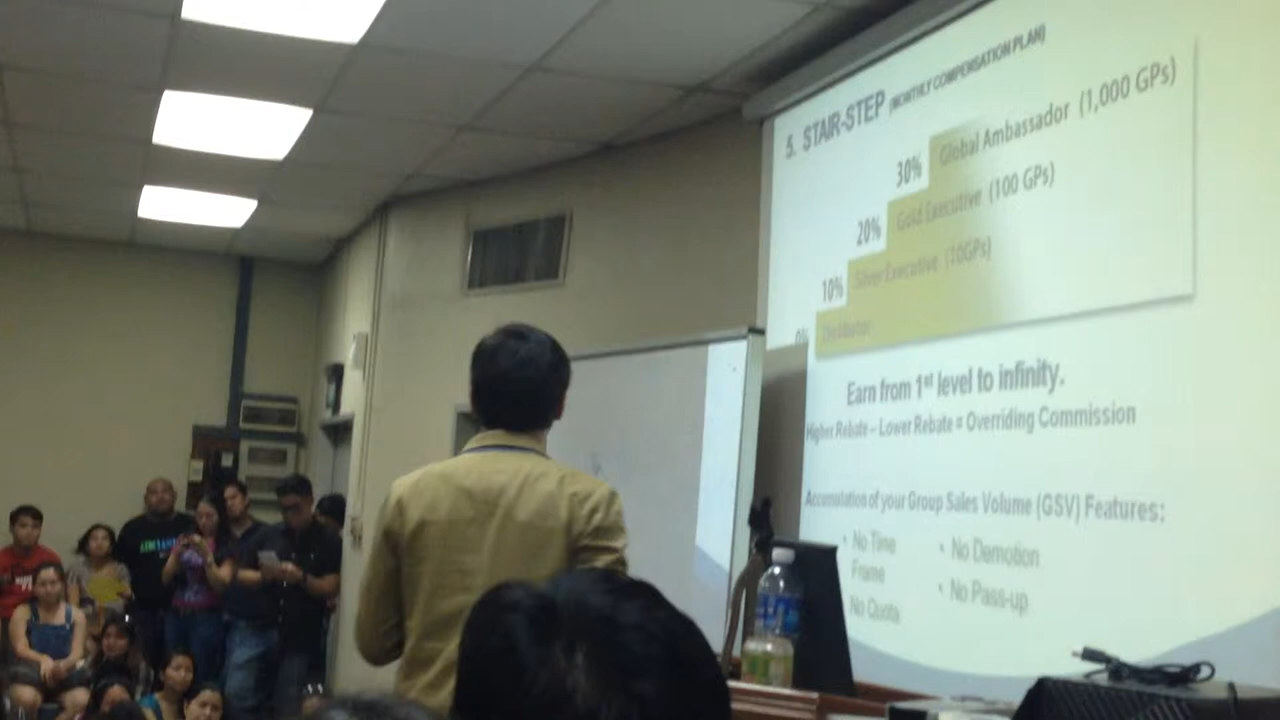 5. STAIR-STEP (MONTHLY COMPENSATION PLAN)
30% Global Ambassador (1,000 GPs)
20% Gold Executive (100 GPs)
10% Silver Executive (10GPs)
0% Distributor
Earn from 1st level to infinity.
Higher Rebate – Lower Rebate = Overriding Commission
Accumulation of your Group Sales Volume (GSV) Features:
• No Time Frame
• No Demotion
No Quota
• No Pass-up